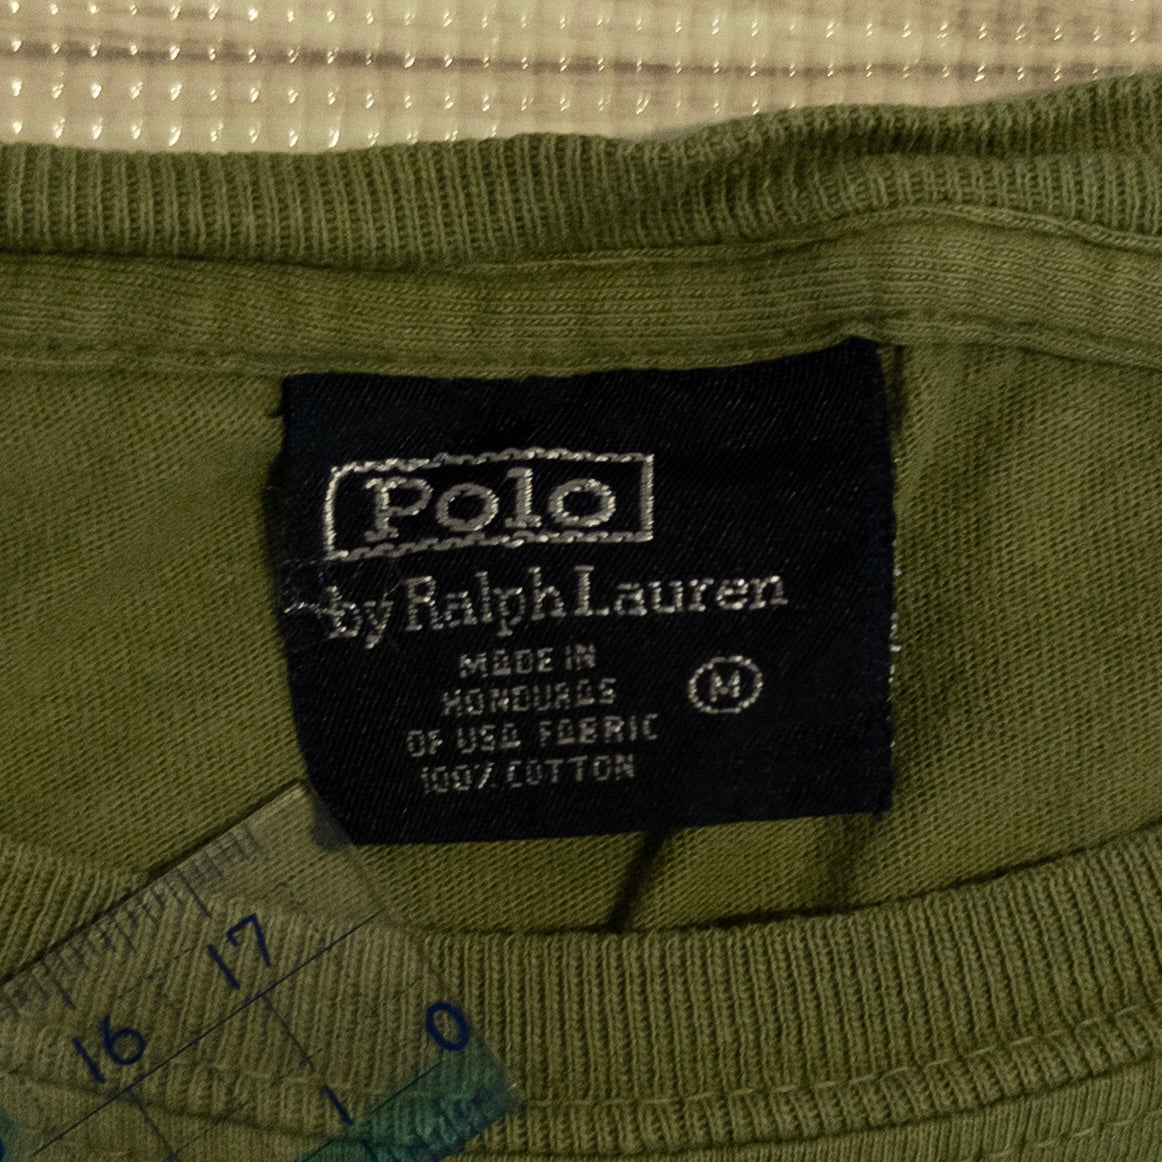 Polo
by Ralph Lauren
MADE IN
HONDURAS
M
OF USA FABRIC
100% COTTON
17
16
0
1